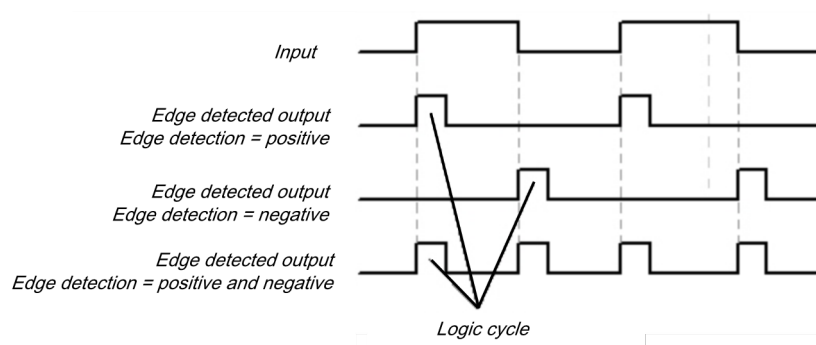 Input
Edge detected output
Edge detection = positive
Edge detected output
Edge detection = negative
Edge detected output
Edge detection = positive and negative
Logic cycle